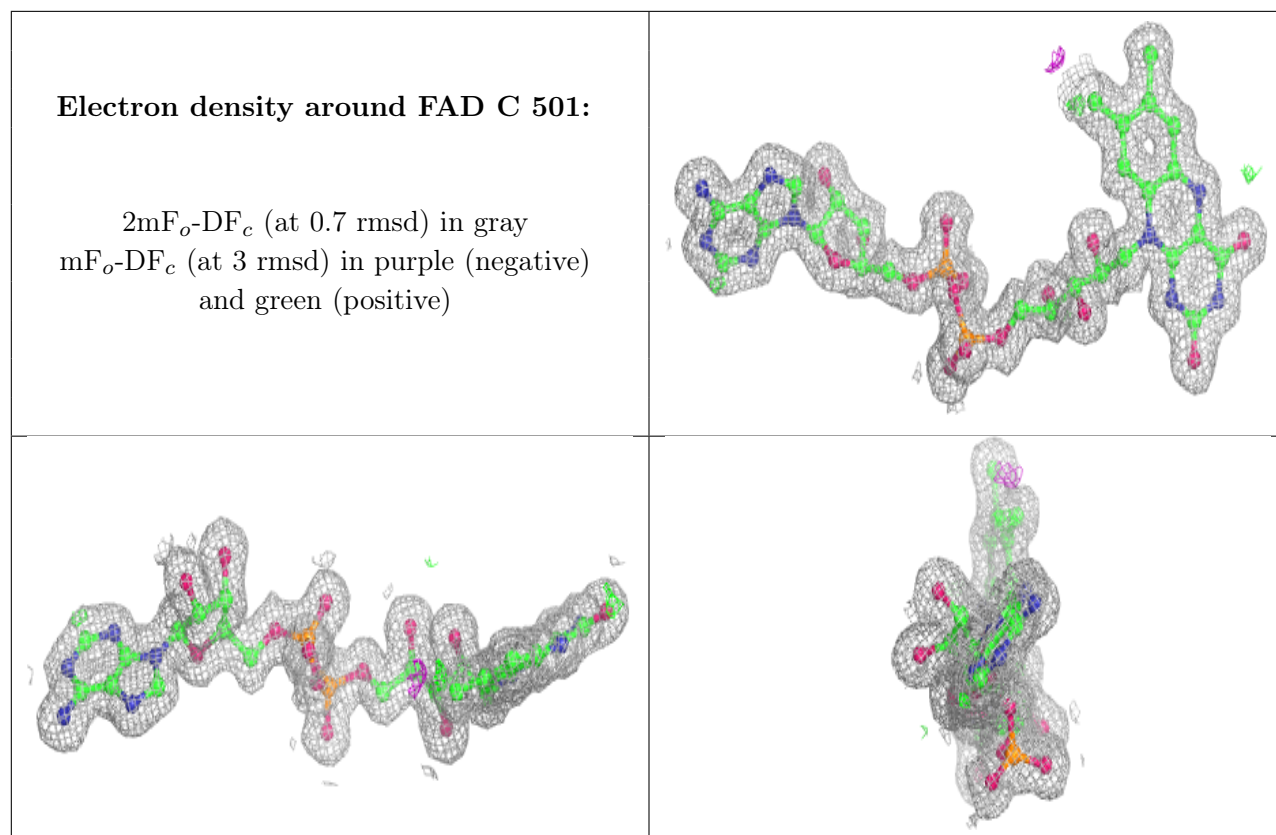 Electron density around FAD C 501:
2mFo-DFc (at 0.7 rmsd) in gray
mFo-DFc (at 3 rmsd) in purple (negative)
and green (positive)